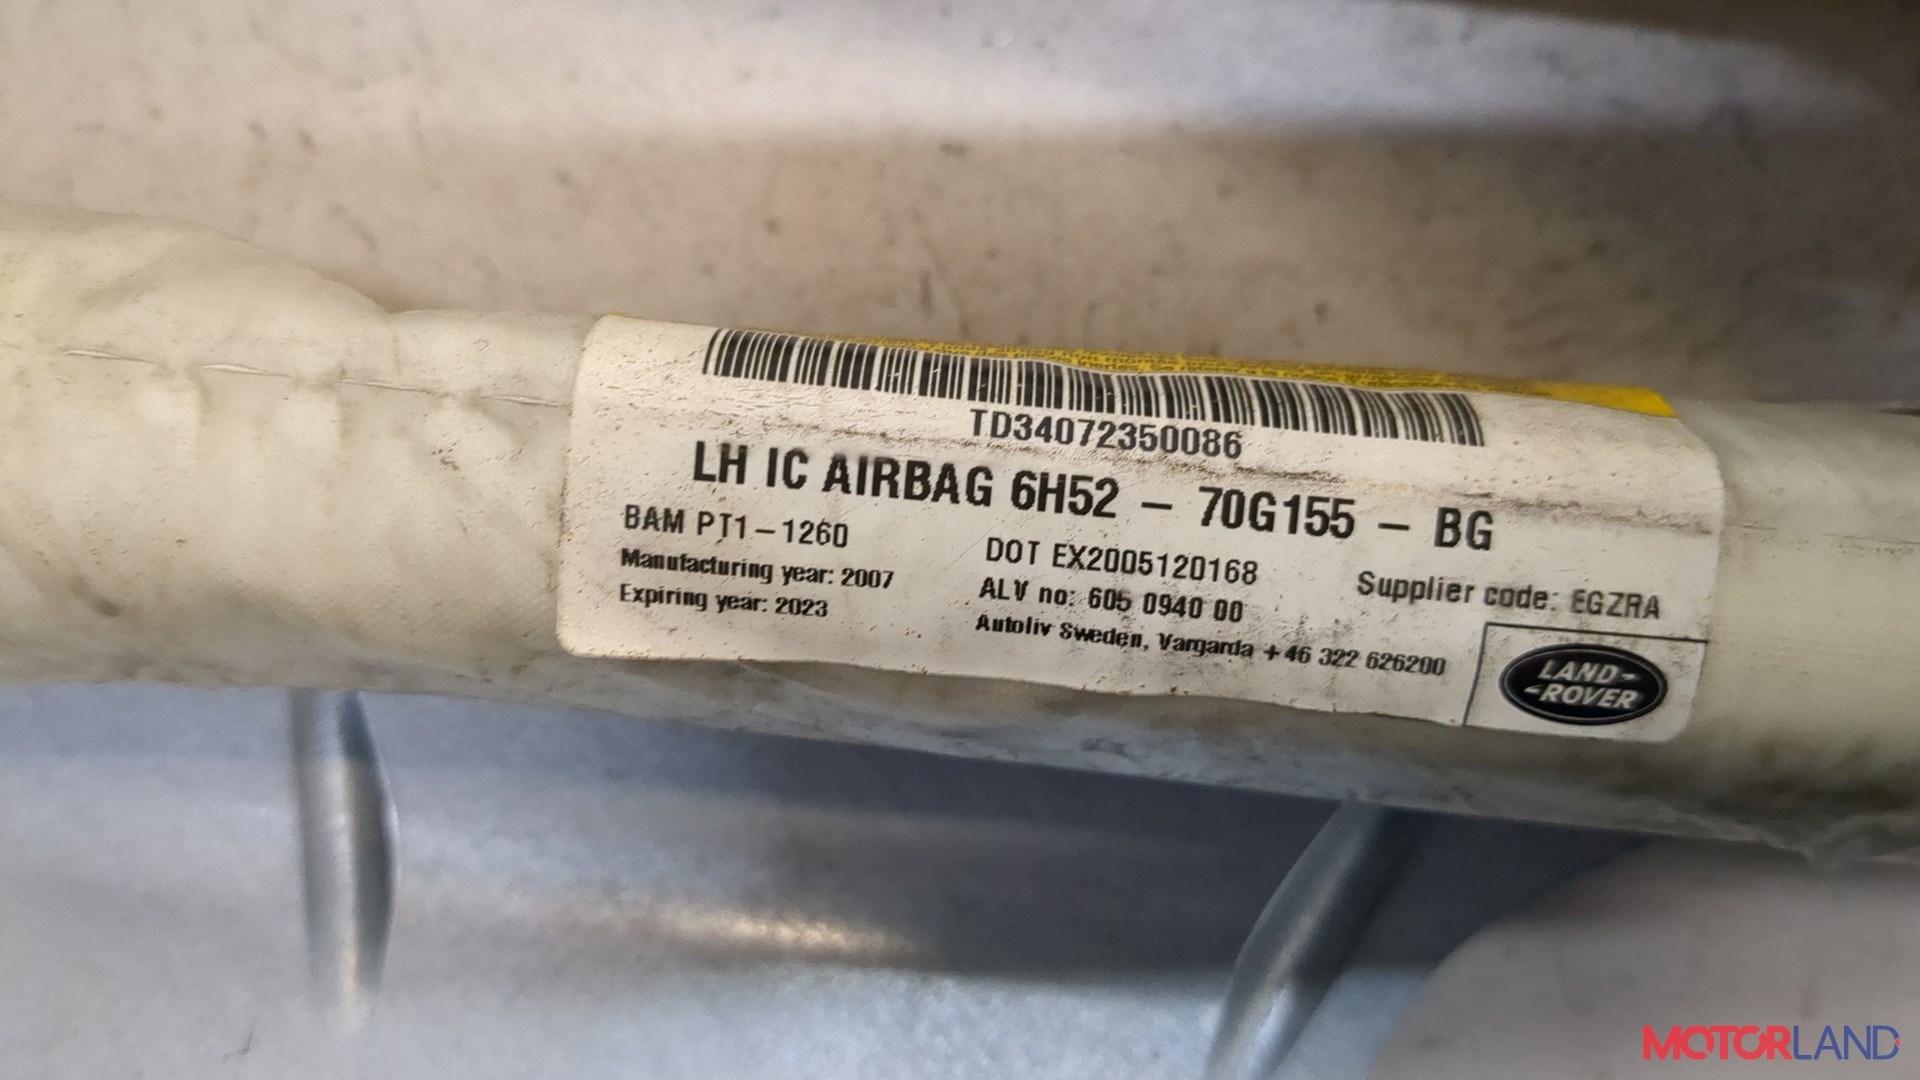 TD34072350086
LH IC AIRBAG 6H52 - 70G155 - BG
BAM PT1-1260
Manufacturing year: 2007
Expiring year: 2023
DOT EX2005120168
ALV no: 605 0940 00
Autoliv Sweden, Vargarda +46 322 626200
Supplier code: EGZRA
LAND-
-ROVER
MOTORLAND